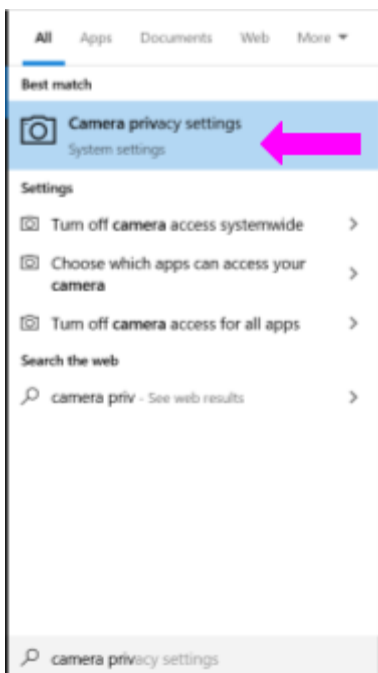 All Apps Documents Web More
Best match
Camera privacy settings
System settings
Settings
Turn off camera access systemwide
Choose which apps can access your
camera
Turn off camera access for all apps
Search the web
camera priv - See web results
camera privacy settings